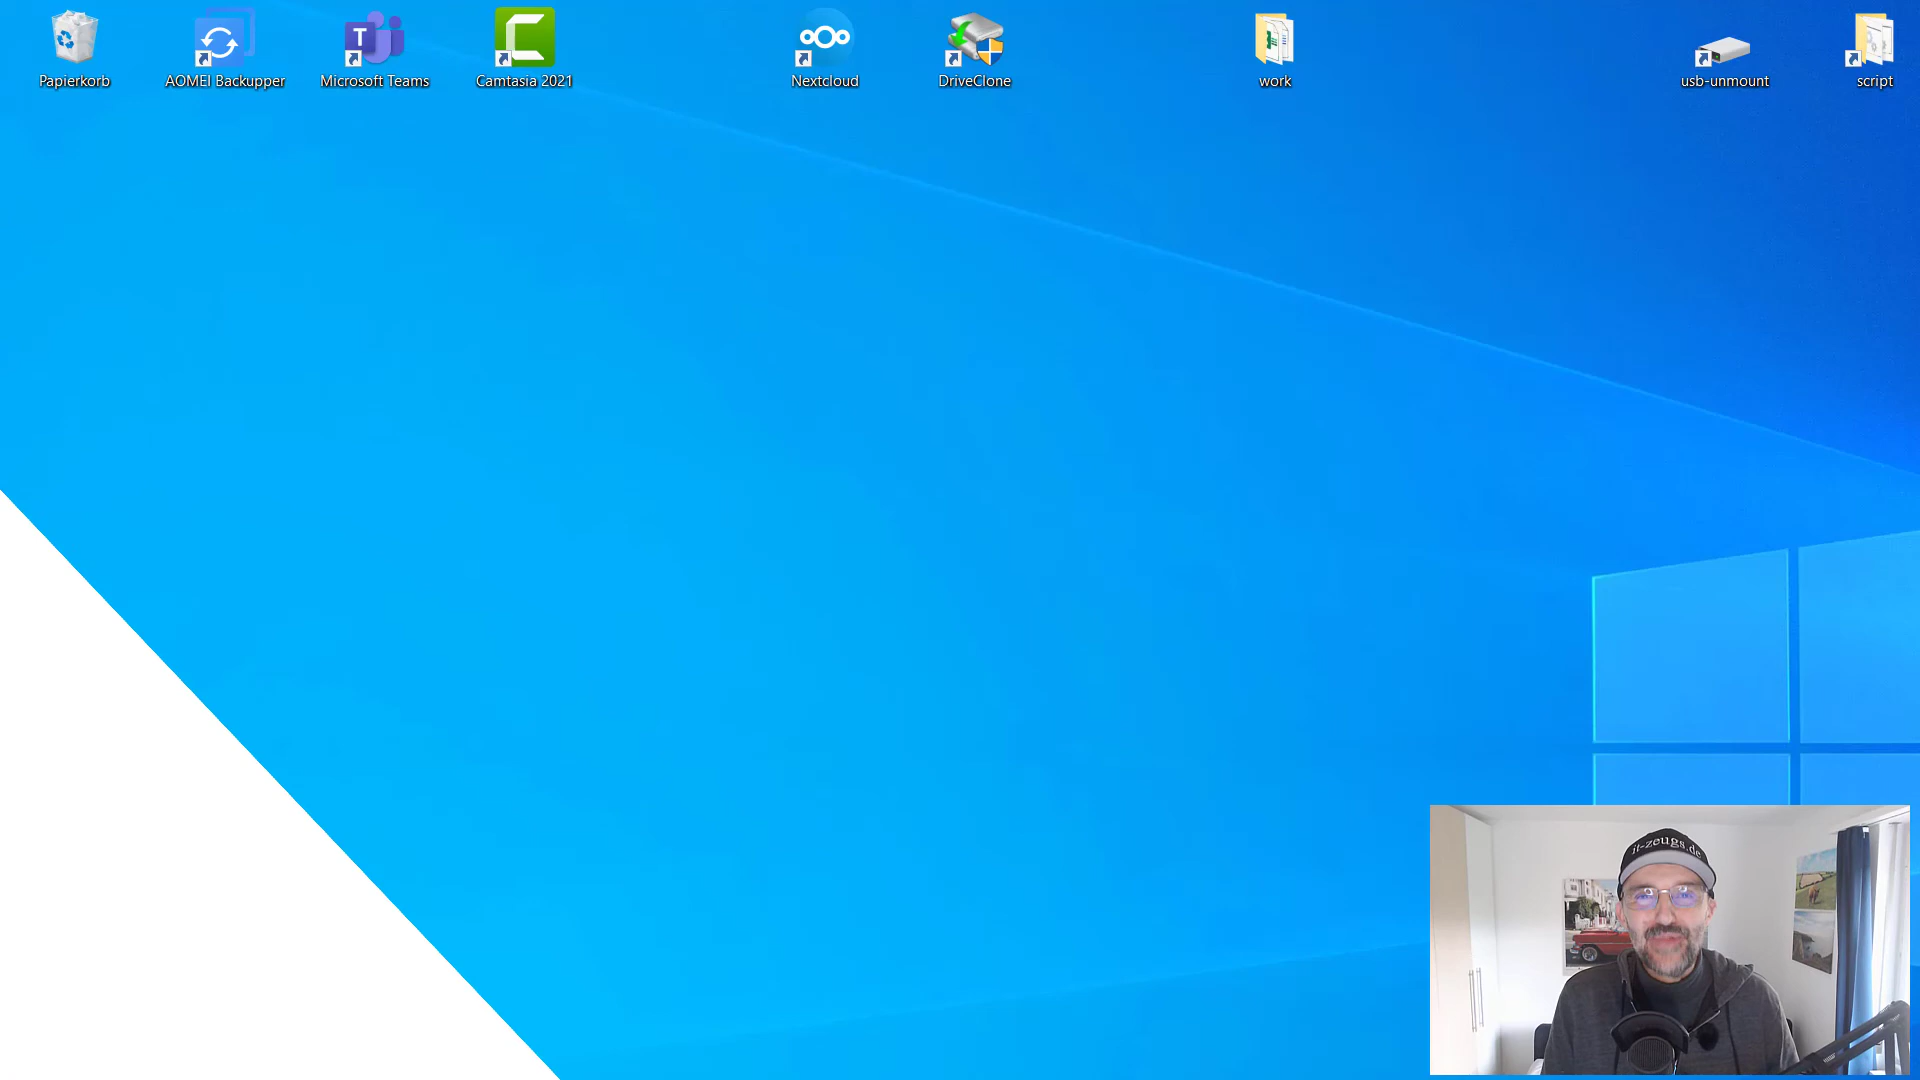 Papierkorb
AOMEI Backupper
T
Microsoft Teams
Camtasia 2021
Nextcloud
DriveClone
work
usb-unmount
script
it-zeugs.de